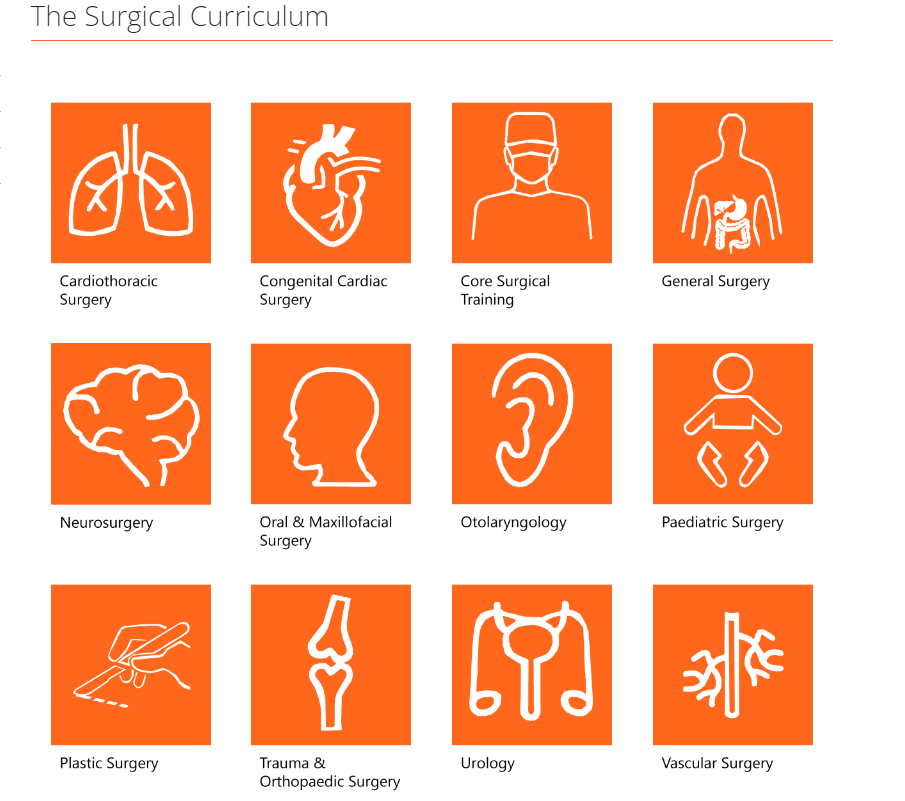 The Surgical Curriculum
Cardiothoracic
Surgery
Congenital Cardiac
Surgery
Core Surgical
Training
General Surgery
Neurosurgery
Oral & Maxillofacial
Surgery
Otolaryngology
Paediatric Surgery
Plastic Surgery
Trauma &
Orthopaedic Surgery
Urology
Vascular Surgery